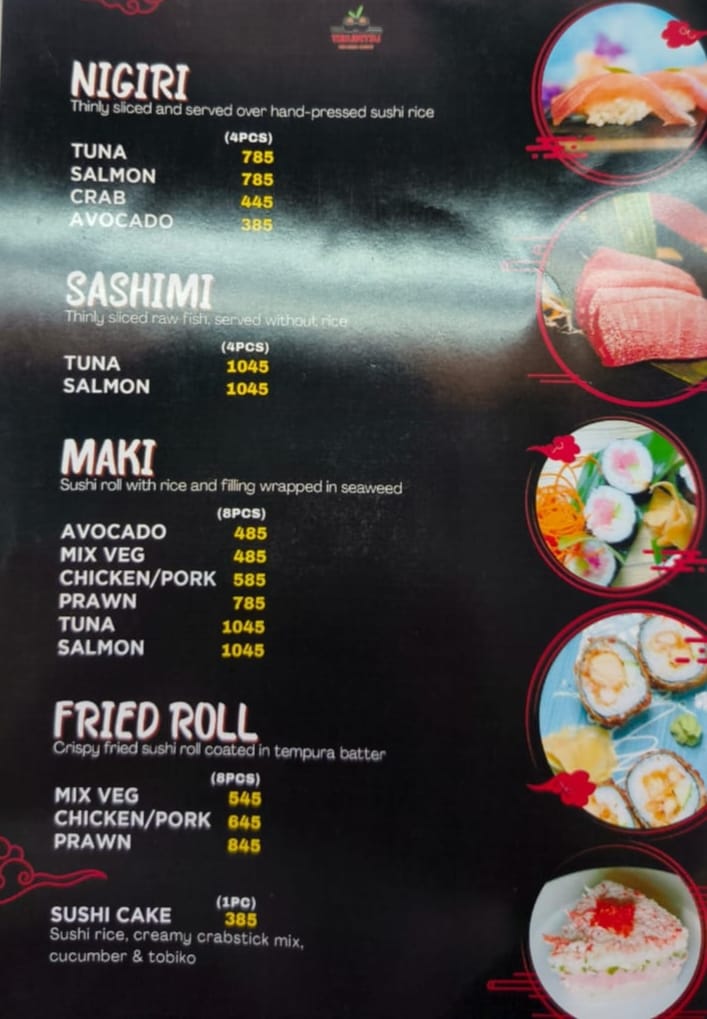 NIGIRI
Thinly sliced and served over hand-pressed sushi rice
(4PCS)
TUNA 785
SALMON 785
CRAB 445
AVOCADO 385
SASHIMI
Thinly sliced raw fish, served without rice
(4PCS)
TUNA 1045
SALMON 1045
MAKI
Sushi roll with rice and filling wrapped in seaweed
(8PCS)
AVOCADO 485
MIX VEG 485
CHICKEN/PORK 585
PRAWN 785
TUNA 1045
SALMON 1045
FRIED ROLL
Crispy fried sushi roll coated in tempura batter
(8PCS)
MIX VEG 545
CHICKEN/PORK 645
PRAWN 845
(1PC)
SUSHI CAKE 385
Sushi rice, creamy crabstick mix,
cucumber & tobiko